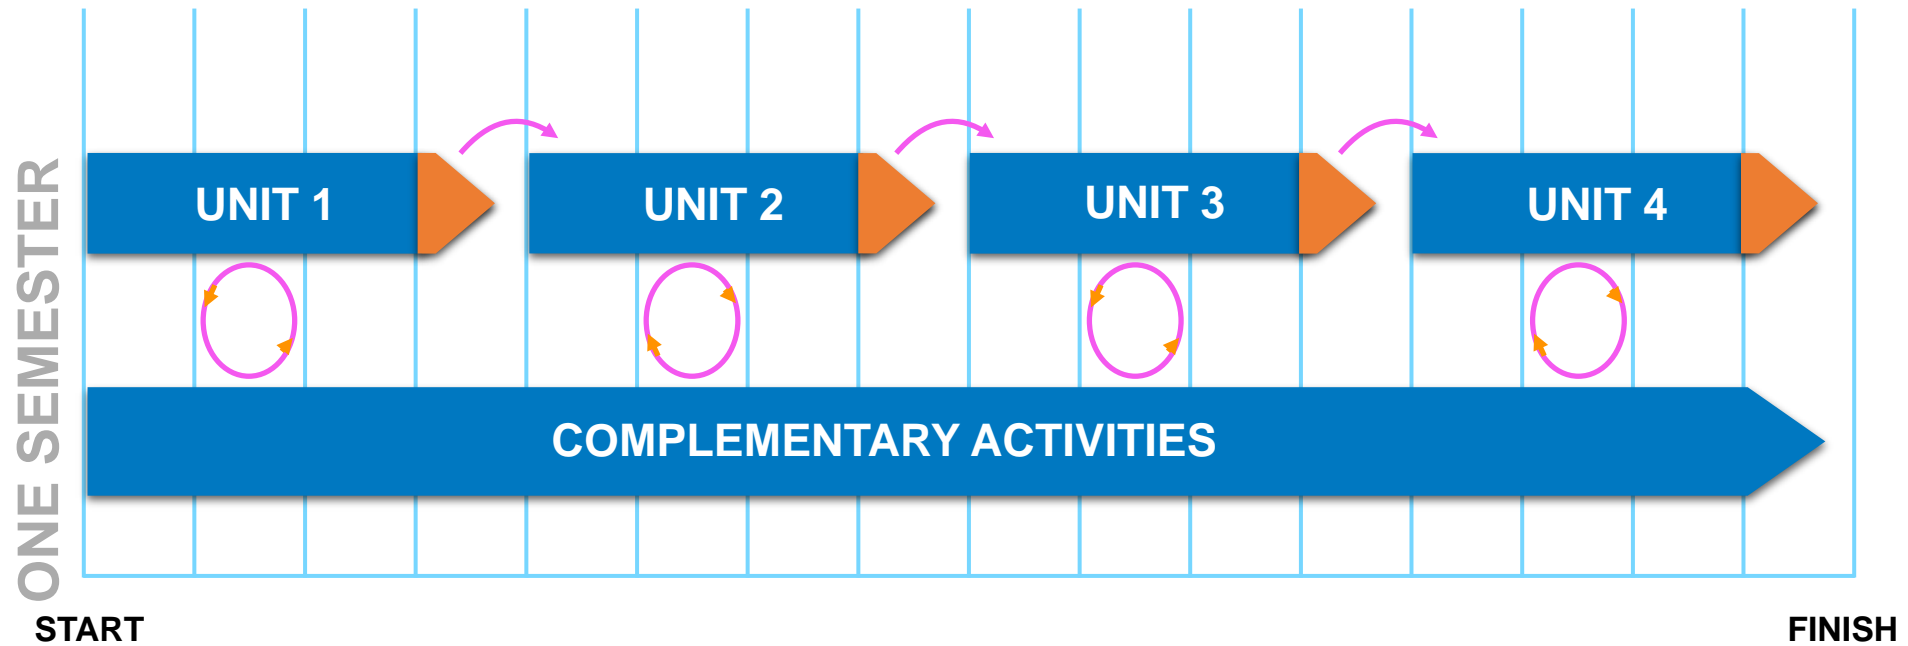 ONE SEMESTER
UNIT 1
UNIT 2
UNIT 3
UNIT 4
COMPLEMENTARY ACTIVITIES
START
FINISH